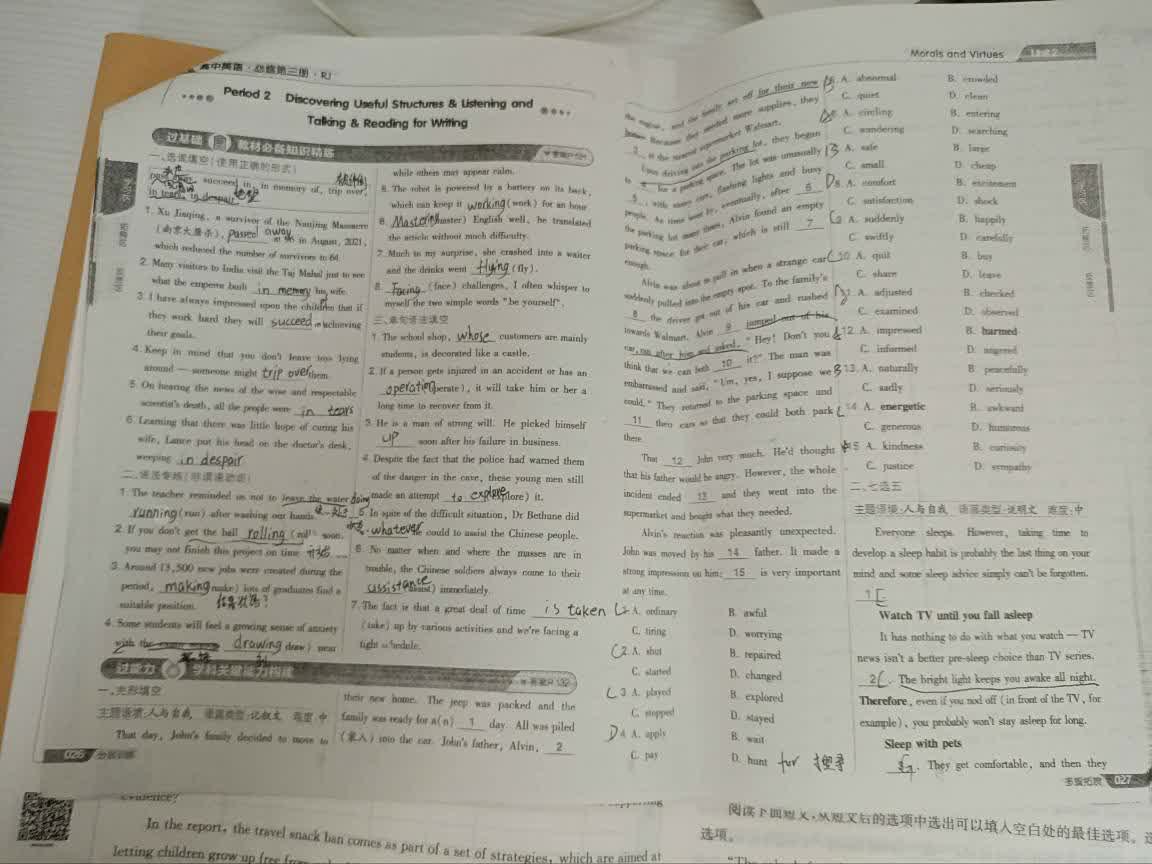 高中英语·必修第三册·RJ
Period 2 Discovering Useful Structures & Listening and
Talking & Reading for Writing
过基础 教材必备知识精练
一、选词填空(使用正确的形式)
pass away, succeed in, in memory of, trip over,
in tears, in despair
1. Xu Jiaqing, a survivor of the Nanjing Massacre
(南京大屠杀), passed away at in August, 2021,
which reduced the number of survivors to 64.
2. Many visitors to India visit the Taj Mahal just to see
what the emperor built in memory his wife.
3. I have always impressed upon the children that if
they work hard they will succeed in achieving
their goals.
4. Keep in mind that you don't leave toys lying
around — someone might trip over them.
5. On hearing the news of the wise and respectable
scientist's death, all the people were in tears
6. Learning that there was little hope of curing his
wife, Lance put his head on the doctor's desk,
weeping in despair
1. The teacher reminded us not to leave the water
running (run) after washing our hands.
2. If you don't get the ball rolling (roll) soon,
you may not finish this project on time.
3. Around 13,500 new jobs were created during the
period, making (make) lots of graduates find a
suitable position.
4. Some students will feel a growing sense of anxiety
with the drawing (draw) near
while others may appear calm.
5. The robot is powered by a battery on its back,
which can keep it working (work) for an hour
6. (master) English well, he translated
the article without much difficulty.
7. Much to my surprise, she crashed into a waiter
and the drinks went flying (fly).
8. Facing (face) challenges, I often whisper to
myself the two simple words "be yourself".
三、单句语法填空
1. The school shop, whose customers are mainly
students, is decorated like a castle.
2. If a person gets injured in an accident or has an
operation (operate), it will take him or her a
long time to recover from it.
3. He is a man of strong will. He picked himself
up soon after his failure in business.
4. Despite the fact that the police had warned them
of the danger in the cave, these young men still
made an attempt to explore (explore) it.
5. In spite of the difficult situation, Dr Bethune did
whatever he could to assist the Chinese people.
6. No matter when and where the masses are in
trouble, the Chinese soldiers always come to their
assistance (assist) immediately.
7. The fact is that a great deal of time is taken
(take) up by various activities and we're facing a
tight schedule.
过能力 学科关键能力构建
一、完形填空
主题语境:人与自我 语篇类型:记叙文 难度:中
That day, John's family decided to move to
their new home. The jeep was packed and the
family was ready for a(n) 1 day. All was piled
(塞入) into the car. John's father, Alvin, 2
026
Morals and Virtues
the engine, and the family set off for their new
home. Because they needed more supplies, they
3 at the nearest supermarket Walmart.
Upon driving into the parking lot, they began
to 4 for a parking space. The lot was unusually
5, with many cars, flashing lights and busy
people. As time went by, eventually, after 6
the parking lot many times, Alvin found an empty
parking space for their car, which is still 7
enough.
Alvin was about to pull in when a strange car
suddenly pulled into the empty spot. To the family's
8 the driver got out of his car and rushed
towards Walmart. Alvin 9 jumped out of his
car, ran after him and asked, "Hey! Don't you
think that we can both 10 it?" The man was
embarrassed and said, "Um, yes, I suppose we
could." They returned to the parking space and
11 their cars so that they could both park
there.
That 12 John very much. He'd thought
that his father would be angry. However, the whole
incident ended 13 and they went into the
supermarket and bought what they needed.
Alvin's reaction was pleasantly unexpected.
John was moved by his 14 father. It made a
strong impression on him; 15 is very important
at any time.
1. A. ordinary B. awful
C. tiring D. worrying
C2. A. shut B. repaired
C. started D. changed
C3. A. played B. explored
C. stopped D. stayed
D4. A. apply B. wait
C. pay D. hunt for 搜寻
5. A. abnormal B. crowded
C. quiet D. clean
6. A. circling B. entering
C. wandering D. searching
7. A. safe B. large
C. small D. cheap
8. A. comfort B. excitement
C. satisfaction D. shock
A. suddenly B. happily
C. swiftly D. carefully
10 A. quit B. buy
C. share D. leave
A. adjusted B. checked
C. examined D. observed
12 A. impressed B. harmed
C. informed D. angered
13. A. naturally B. peacefully
C. sadly D. seriously
14 A. energetic B. awkward
C. generous D. humorous
15 A. kindness B. curiosity
C. justice D. sympathy
二、七选五
主题语境:人与自我 语篇类型:说明文 难度:中
Everyone sleeps. However, taking time to
develop a sleep habit is probably the last thing on your
mind and some sleep advice simply can't be forgotten.
1
Watch TV until you fall asleep
It has nothing to do with what you watch — TV
news isn't a better pre-sleep choice than TV series.
2 . The bright light keeps you awake all night.
Therefore, even if you nod off (in front of the TV, for
example), you probably won't stay asleep for long.
Sleep with pets
. They get comfortable, and then they
027
In the report, the travel snack ban comes as part of a set of strategies, which are aimed at
阅读下面短文,从短文后的选项中选出可以填入空白处的最佳选项。
选项。